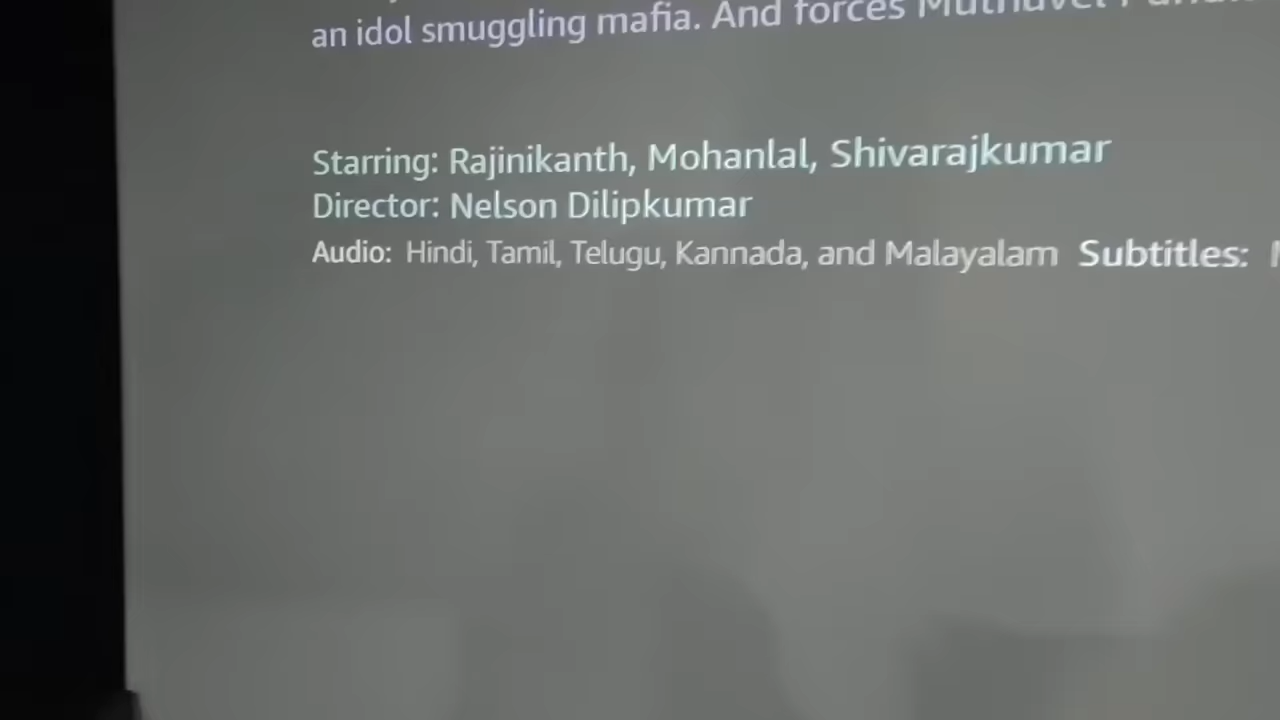 an idol smuggling mafia. And forces Muthuvel
Starring: Rajinikanth, Mohanlal, Shivarajkumar
Director: Nelson Dilipkumar
Audio: Hindi, Tamil, Telugu, Kannada, and Malayalam Subtitles: